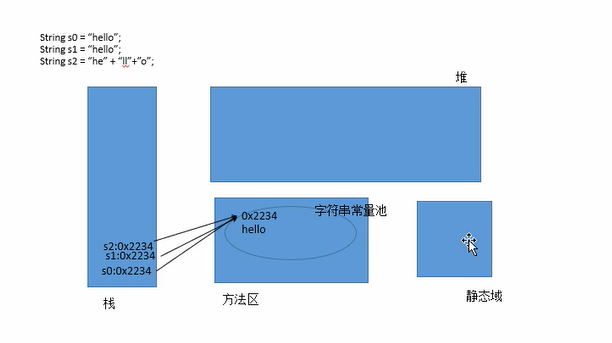 String s0 = “hello”;
String s1 = “hello”;
String s2 = “he” + “ll”+”o”;
堆
0x2234
字符串常量池
hello
s2:0x2234
s1:0x2234
s0:0x2234
栈
方法区
静态域